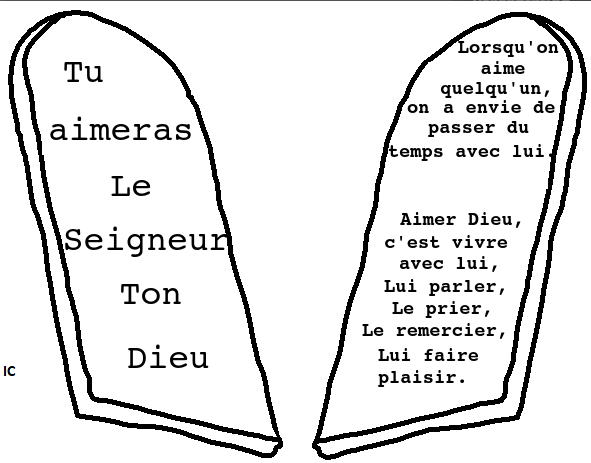 Tu
aimeras
Le
Seigneur
Ton
Dieu
Lorsqu'on
aime
quelqu'un,
on a envie de
passer du
temps avec lui.
Aimer Dieu,
c'est vivre
avec lui,
Lui parler,
Le prier,
Le remercier,
Lui faire
plaisir.
IC